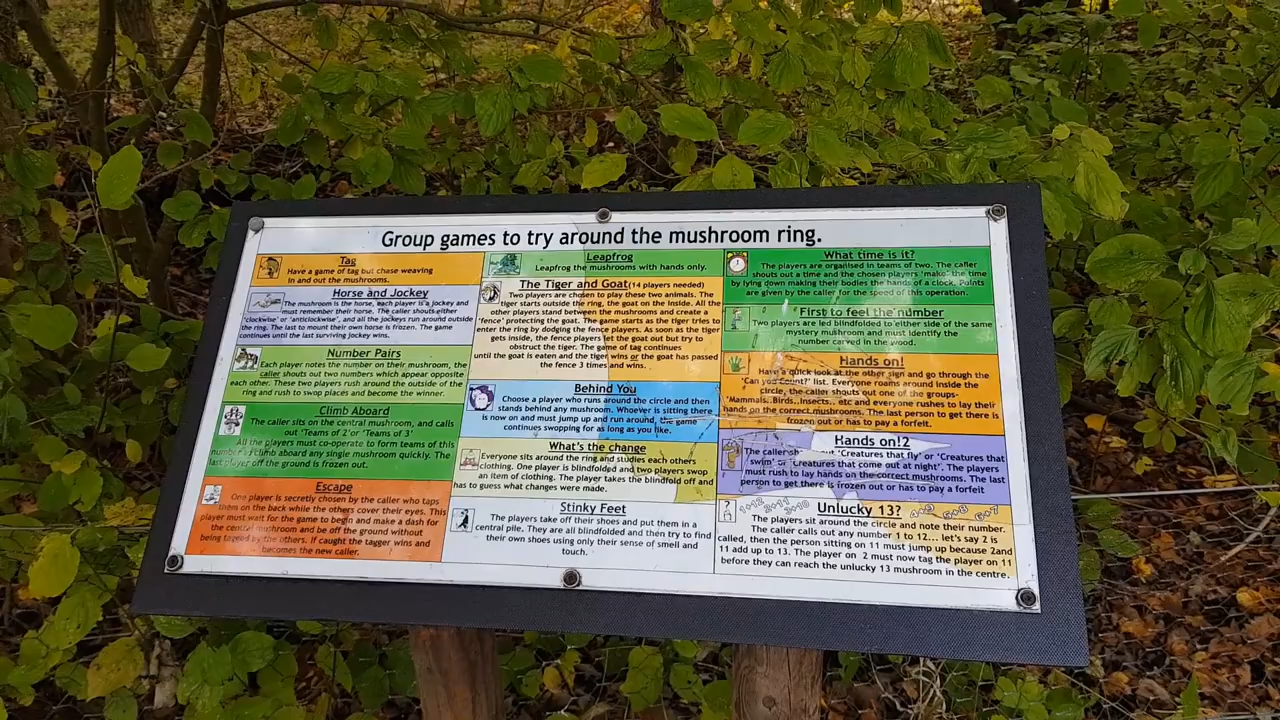 Group games to try around the mushroom ring.
Tag
Have a game of tag but chase weaving
in and out the mushrooms.
Horse and Jockey
The mushroom is the horse, each player is a jockey and
must remember their horse. The caller shouts either
'clockwise' or 'anticlockwise', and all the jockeys run around outside
the ring. The last to mount their own horse is frozen. The game
continues until the last surviving jockey wins.
Number Pairs
Each player notes the number on their mushroom, the
caller shouts out two numbers which appear opposite
each other. These two players rush around the outside of the
ring and rush to swop places and become the winner.
Climb Aboard
The caller sits on the central mushroom, and calls
out 'Teams of 2'or 'Teams of 3'
All the players must co-operate to form teams of this
number & climb aboard any single mushroom quickly. The
last player off the ground is frozen out.
Escape
One player is secretly chosen by the caller who taps
them on the back while the others cover their eyes. This
player must wait for the game to begin and make a dash for
the central mushroom and be off the ground without
being tagged by the others. If caught the tagger wins and
becomes the new caller.
Leapfrog
Leapfrog the mushrooms with hands only.
The Tiger and Goat(14 players needed)
Two players are chosen to play these two animals. The
tiger starts outside the ring, the goat on the inside. All the
other players stand between the mushrooms and create a
'fence' protecting the goat. The game starts as the tiger tries to
enter the ring by dodging the fence players. As soon as the tiger
gets inside, the fence players let the goat out but try to
obstruct the tiger. The game of tag continues
until the goat is eaten and the tiger wins or the goat has passed
the fence 3 times and wins.
Behind You
Choose a player who runs around the circle and then
stands behind any mushroom. Whoever is sitting there
is now on and must jump up and run around, the game
continues swopping for as long as you like.
What's the change
Everyone sits around the ring and studies each others
clothing. One player is blindfolded and two players swop
an item of clothing. The player takes the blindfold off and
has to guess what changes were made.
Stinky Feet
The players take off their shoes and put them in a
central pile. They are all blindfolded and then try to find
their own shoes using only their sense of smell and
touch.
What time is it?
The players are organised in teams of two. The caller
shouts out a time and the chosen players 'make' the time
by lying down making their bodies the hands of a clock. Points
are given by the caller for the speed of this operation.
First to feel the number
Two players are led blindfolded to either side of the same
mystery mushroom and must identify the
number carved in the wood.
Hands on!
Have a quick look at the other sign and go through the
'Can you Count?' list. Everyone roams around inside the
circle, the caller shouts out one of the groups-
'Mammals..Birds..Insects.. etc and everyone rushes to lay their
hands on the correct mushrooms. The last person to get there is
frozen out or has to pay a forfeit.
Hands on!2
The caller sh out 'Creatures that fly' or 'Creatures that
swim' or 'Creatures that come out at night'. The players
must rush to lay hands on the correct mushrooms. The last
person to get there is frozen out or has to pay a forfeit
Unlucky 13?
1+12 2+11 3+10 4+9 5+8 6+7
The players sit around the circle and note their number.
The caller calls out any number 1 to 12... let's say 2 is
called, then the person sitting on 11 must jump up because 2and
11 add up to 13. The player on 2 must now tag the player on 11
before they can reach the unlucky 13 mushroom in the centre.